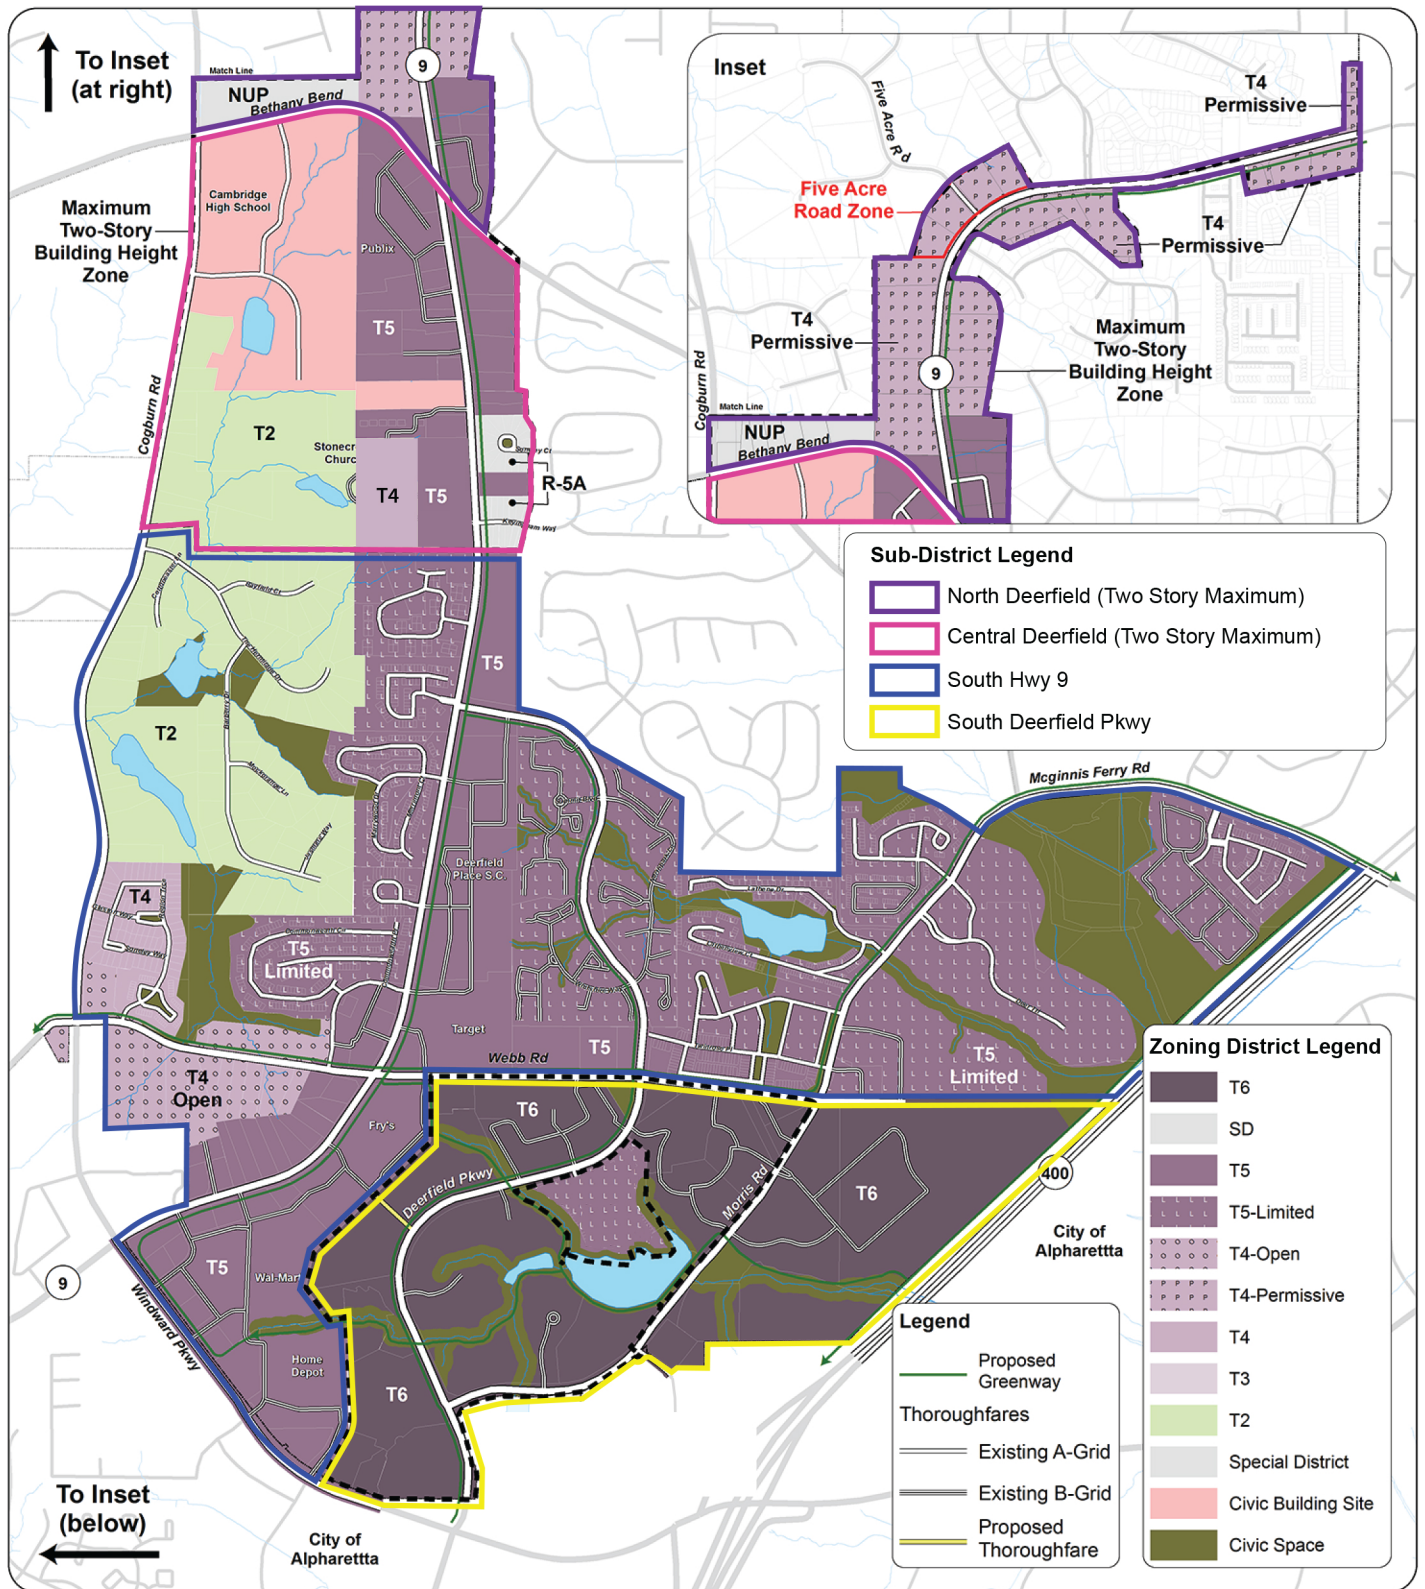 To Inset
(at right)
Match Line
NUP
Bethany Bend
9
Cambridge
High School
Maximum
Two-Story
Building Height
Zone
Publix
T5
Cogburn Rd
T2
T4
T5
R-5A
T5
T2
T4
T5
Limited
Deerfield
Place S.C.
Target
Webb Rd
T5
T5
Limited
Mcginnis Ferry Rd
T4
Open
Fry's
T6
Deerfield Pkwy
Morris Rd
T6
400
City of
Alpharettta
T5
Wal-Mart
9
Windward Pkwy
Home
Depot
T6
To Inset
(below)
City of
Alpharettta
Inset
Five Acre Rd
T4
Permissive
Five Acre
Road Zone
T4
Permissive
T4
Permissive
Maximum
Two-Story
Building Height
Zone
9
Cogburn Rd
Match Line
NUP
Bethany Bend
Sub-District Legend
North Deerfield (Two Story Maximum)
Central Deerfield (Two Story Maximum)
South Hwy 9
South Deerfield Pkwy
Zoning District Legend
T6
SD
T5
T5-Limited
T4-Open
T4-Permissive
T4
T3
T2
Special District
Civic Building Site
Civic Space
Legend
Proposed
Greenway
Thoroughfares
Existing A-Grid
Existing B-Grid
Proposed
Thoroughfare